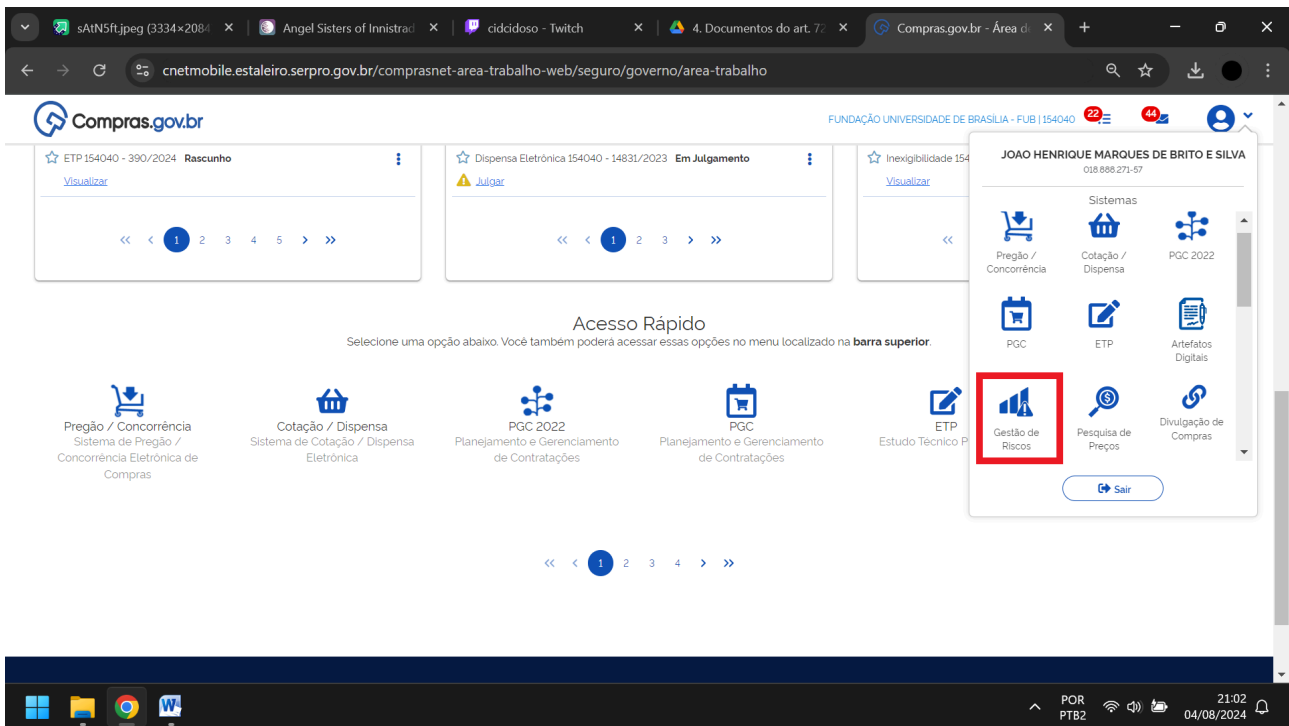 sAtN5ft.jpeg (3334×2084
Angel Sisters of Innistrad
cidcidoso - Twitch
4. Documentos do art. 72
Compras.gov.br - Área d
cnetmobile.estaleiro.serpro.gov.br/comprasnet-area-trabalho-web/seguro/governo/area-trabalho
Compras.gov.br
FUNDAÇÃO UNIVERSIDADE DE BRASILIA - FUB | 154040
22
44
ETP 154040 - 390/2024 Rascunho
Visualizar
<< < 1 2 3 4 5 > >>
Dispensa Eletrônica 154040 - 14831/2023 Em Julgamento
Julgar
<< < 1 2 3 > >>
Inexigibilidade 154
Visualizar
<<
JOAO HENRIQUE MARQUES DE BRITO E SILVA
018.888.271-57
Sistemas
Pregão /
Concorrência
Cotação /
Dispensa
PGC 2022
PGC
ETP
Artefatos
Digitais
Gestão de
Riscos
Pesquisa de
Preços
Divulgação de
Compras
Sair
Acesso Rápido
Selecione uma opção abaixo. Você também poderá acessar essas opções no menu localizado na barra superior.
Pregão / Concorrência
Sistema de Pregão /
Concorrência Eletrônica de
Compras
Cotação / Dispensa
Sistema de Cotação / Dispensa
Eletrônica
PGC 2022
Planejamento e Gerenciamento
de Contratações
PGC
Planejamento e Gerenciamento
de Contratações
ETP
Estudo Técnico P
<< < 1 2 3 4 > >>
POR
PTB2
21:02
04/08/2024